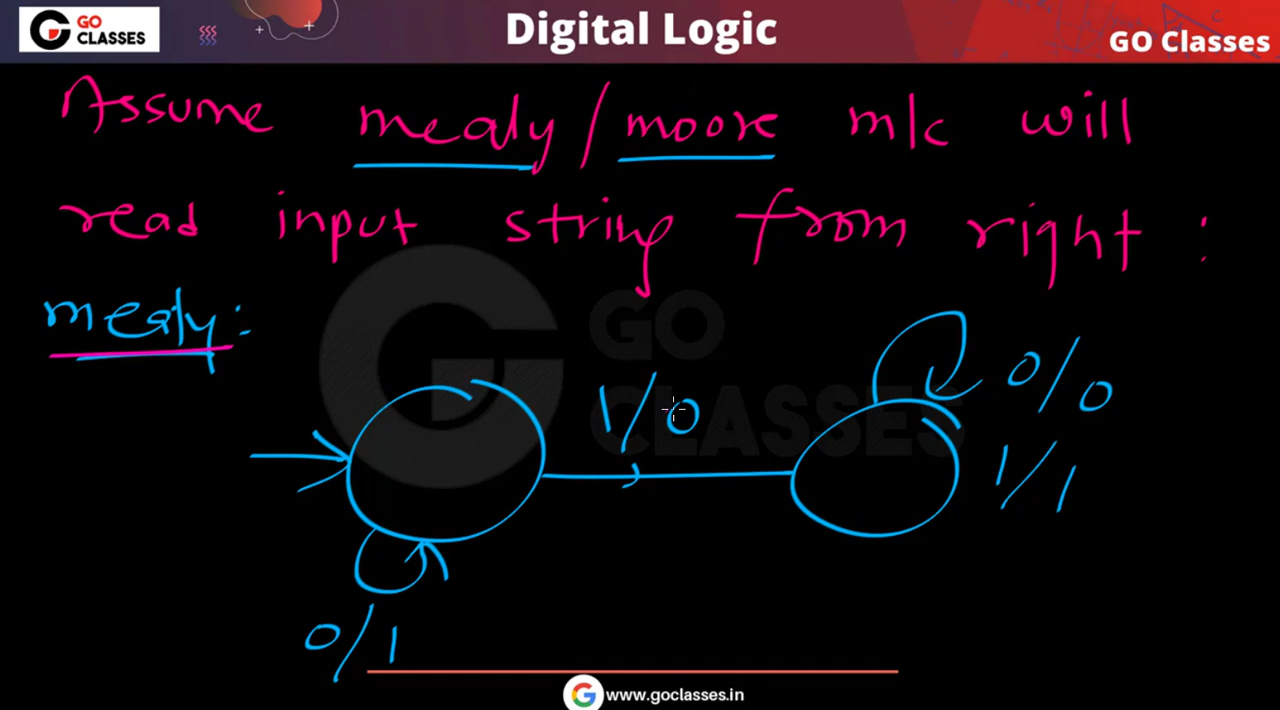 GO CLASSES
Digital Logic
GO Classes
Assume mealy/moore m/c will
read input string from right :
mealy:
GO
CLASSES
1/0
0/0
1/1
0/1
www.goclasses.in